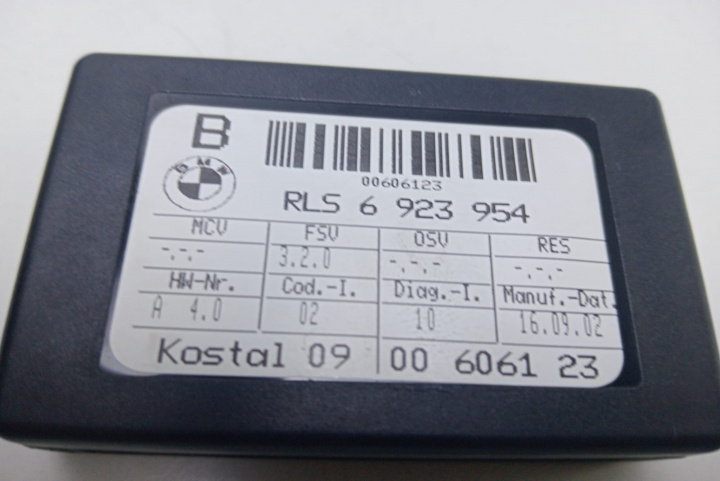 B
BMW
00606123
RLS 6 923 954
MCV FSV OSV RES
-.-.- 3.2.0 -.-.- -.-.-
HW-Nr. Cod.-I. Diag.-I. Manuf.-Dat.
A 4.0 02 10 16.09.02
Kostal 09 00 6061 23